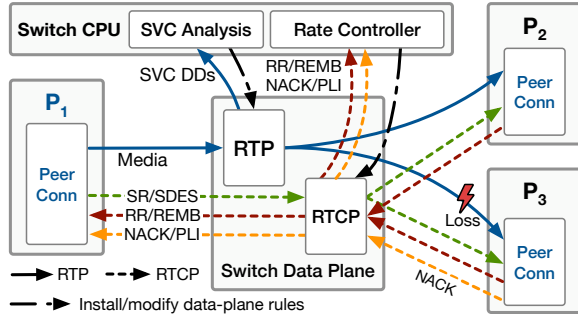 Switch CPU
SVC Analysis
Rate Controller
SVC DDs
RR/REMB
NACK/PLI
P2
Peer
Conn
P1
Peer
Conn
Media
RTP
SR/SDES
RR/REMB
NACK/PLI
RTCP
Switch Data Plane
Loss
NACK
P3
Peer
Conn
RTP
RTCP
Install/modify data-plane rules